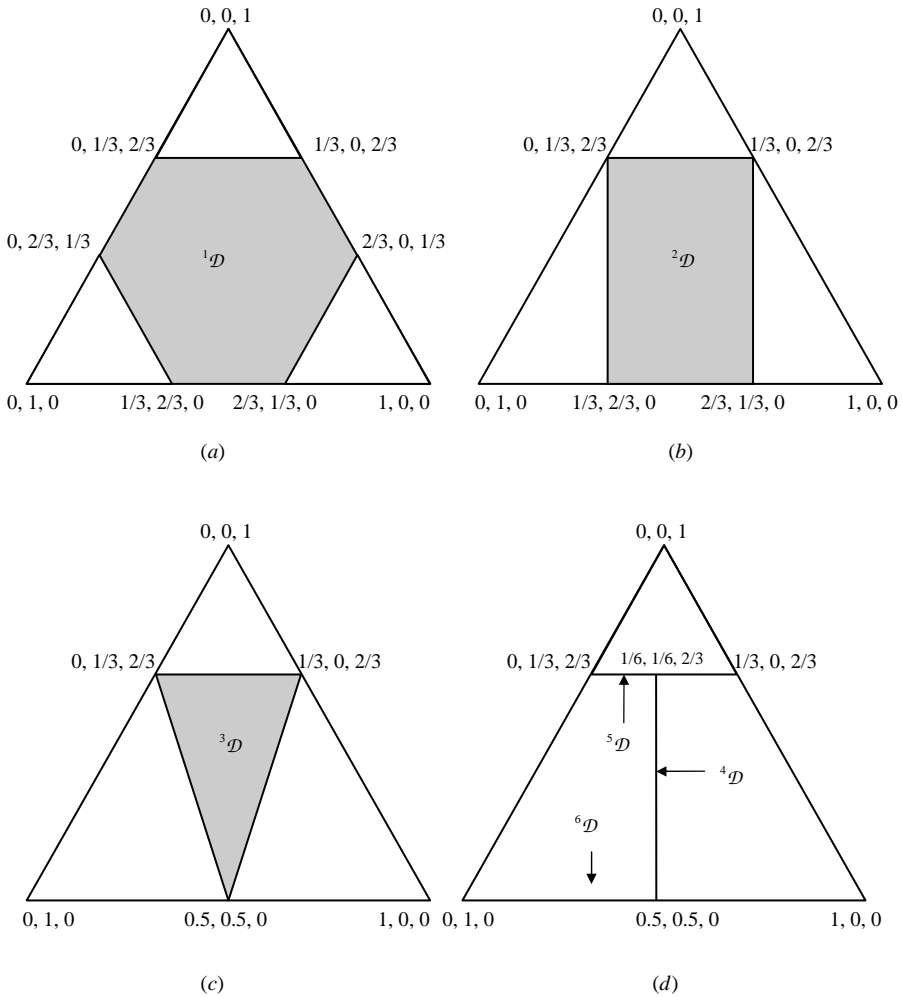 0, 0, 1 0, 0, 1
0, 1/3, 2/3 1/3, 0, 2/3 0, 1/3, 2/3 1/3, 0, 2/3
0, 2/3, 1/3 2/3, 0, 1/3
¹𝒟 ²𝒟
0, 1, 0 1/3, 2/3, 0 2/3, 1/3, 0 1, 0, 0 0, 1, 0 1/3, 2/3, 0 2/3, 1/3, 0 1, 0, 0
(a) (b)
0, 0, 1 0, 0, 1
0, 1/3, 2/3 1/3, 0, 2/3 0, 1/3, 2/3 1/6, 1/6, 2/3 1/3, 0, 2/3
³𝒟 ⁵𝒟
⁴𝒟
⁶𝒟
0, 1, 0 0.5, 0.5, 0 1, 0, 0 0, 1, 0 0.5, 0.5, 0 1, 0, 0
(c) (d)